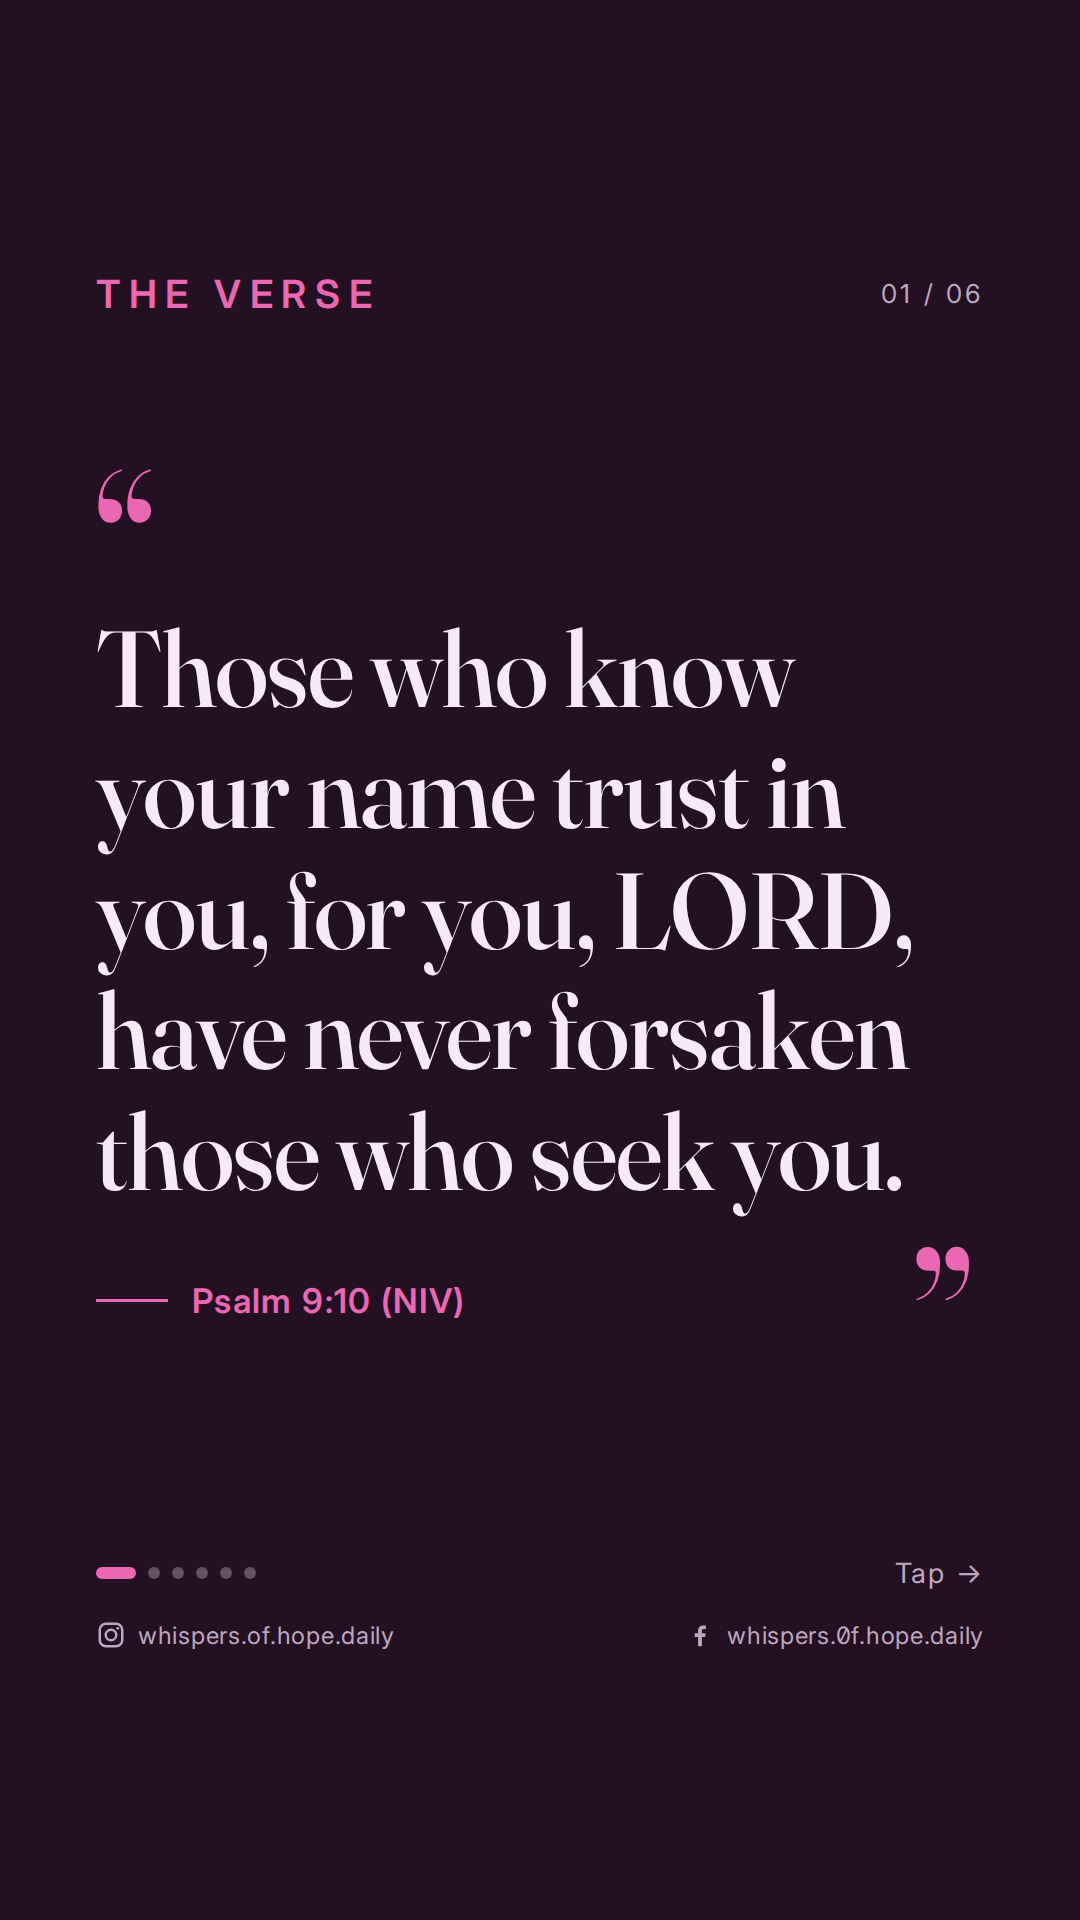 THE VERSE
01 / 06
“
Those who know
your name trust in
you, for you, LORD,
have never forsaken
those who seek you.
”
Psalm 9:10 (NIV)
Tap →
whispers.of.hope.daily
whispers.0f.hope.daily